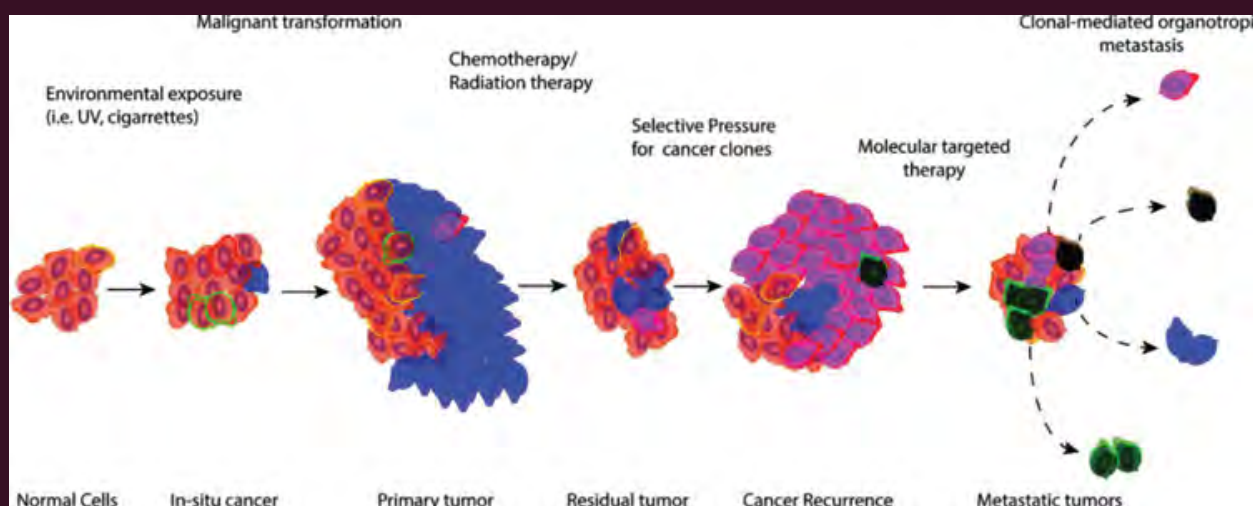 Malignant transformation
Clonal-mediated organotropi
metastasis
Chemotherapy/
Radiation therapy
Environmental exposure
(i.e. UV, cigarrettes)
Selective Pressure
for cancer clones
Molecular targeted
therapy
Normal Cells
In-situ cancer
Primary tumor
Residual tumor
Cancer Recurrence
Metastatic tumors